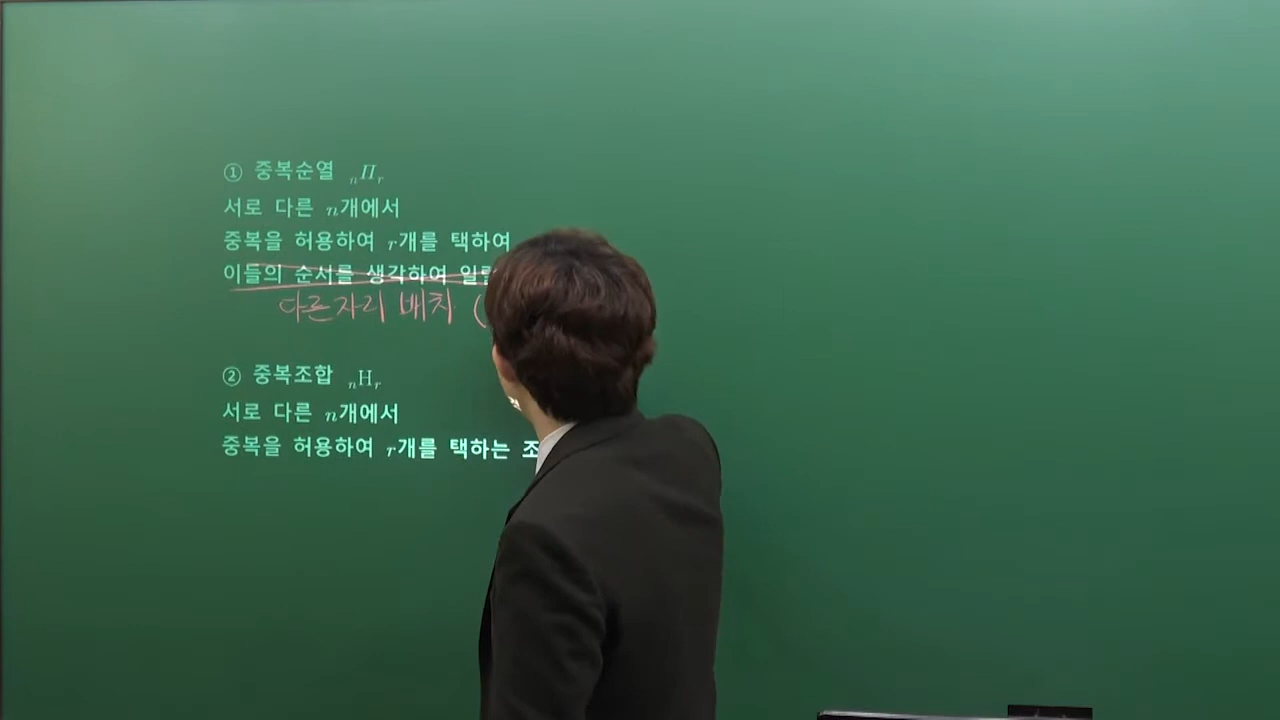 ① 중복순열 ₙΠᵣ
서로 다른 n개에서
중복을 허용하여 r개를 택하여
이들의 순서를 생각하여
다른자리 배치 (
② 중복조합 ₙHᵣ
서로 다른 n개에서
중복을 허용하여 r개를 택하는